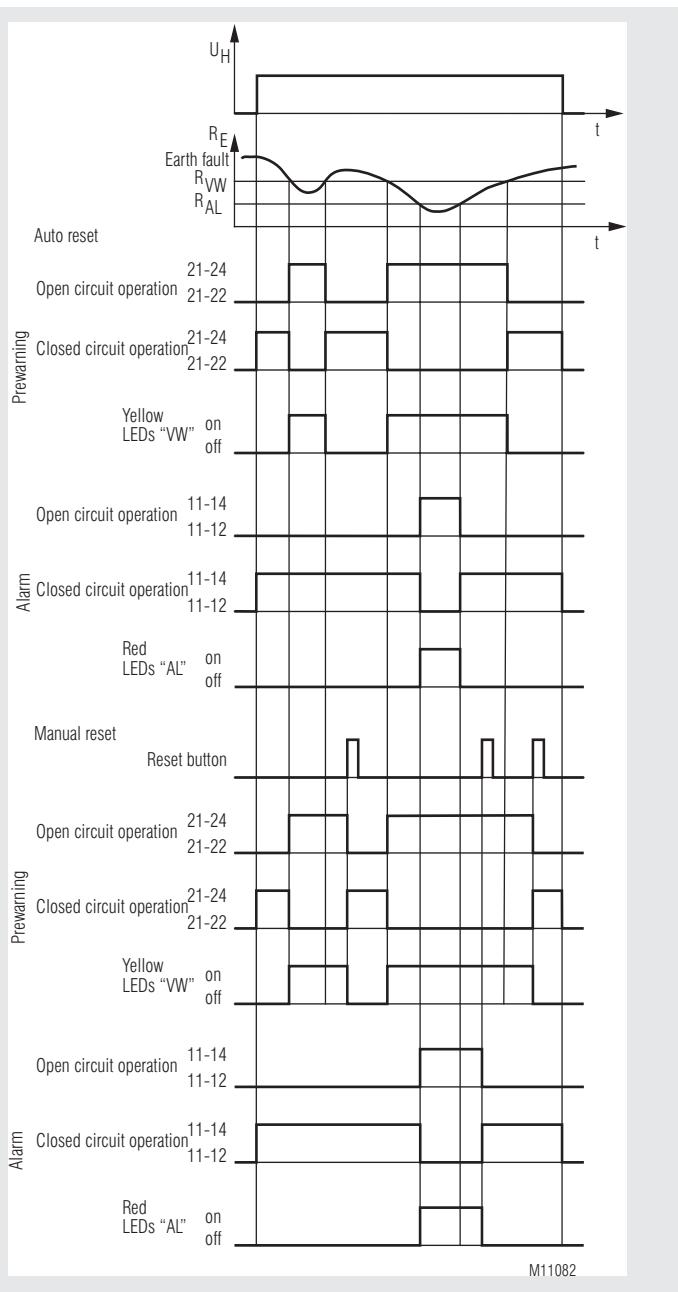 UH
t
RE
Earth fault
RVW
RAL
t
Auto reset
Prewarning
Open circuit operation 21-24
21-22
Closed circuit operation 21-24
21-22
Yellow
LEDs “VW” on
off
Alarm
Open circuit operation 11-14
11-12
Closed circuit operation 11-14
11-12
Red
LEDs “AL” on
off
Manual reset
Reset button
Prewarning
Open circuit operation 21-24
21-22
Closed circuit operation 21-24
21-22
Yellow
LEDs “VW” on
off
Alarm
Open circuit operation 11-14
11-12
Closed circuit operation 11-14
11-12
Red
LEDs “AL” on
off
M11082